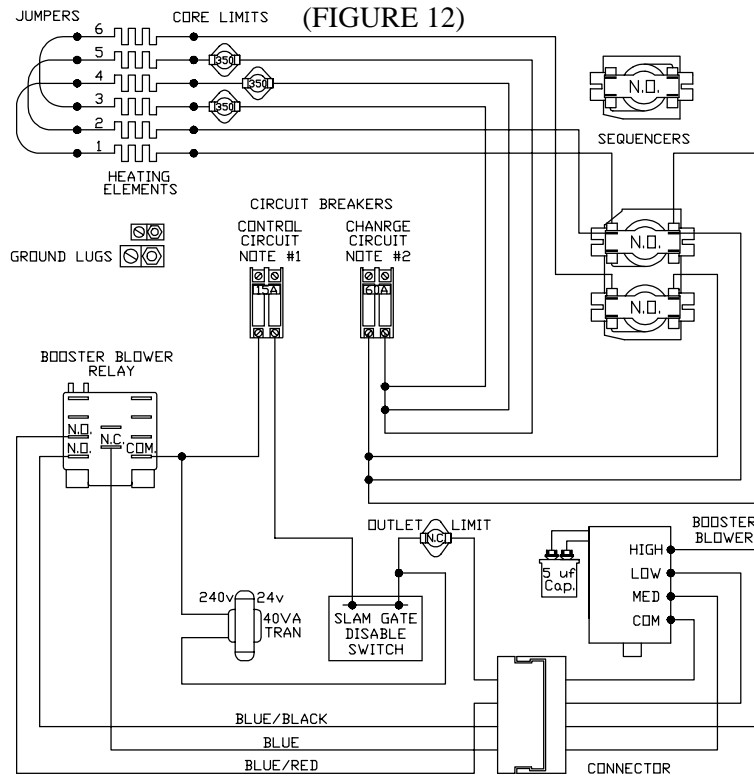 (FIGURE 12)
JUMPERS
CORE LIMITS
6
5
4
3
2
1
350
350
350
HEATING
ELEMENTS
N.O.
SEQUENCERS
N.O.
N.O.
GROUND LUGS
CIRCUIT BREAKERS
CONTROL
CIRCUIT
NOTE #1
CHANRGE
CIRCUIT
NOTE #2
15A
60A
BOOSTER BLOWER
RELAY
N.O.
N.C.
N.O.
COM.
OUTLET LIMIT
N.C
240v
24v
40VA
TRAN
SLAM GATE
DISABLE
SWITCH
5 uf
Cap.
BOOSTER
BLOWER
HIGH
LOW
MED
COM
BLUE/BLACK
BLUE
BLUE/RED
CONNECTOR